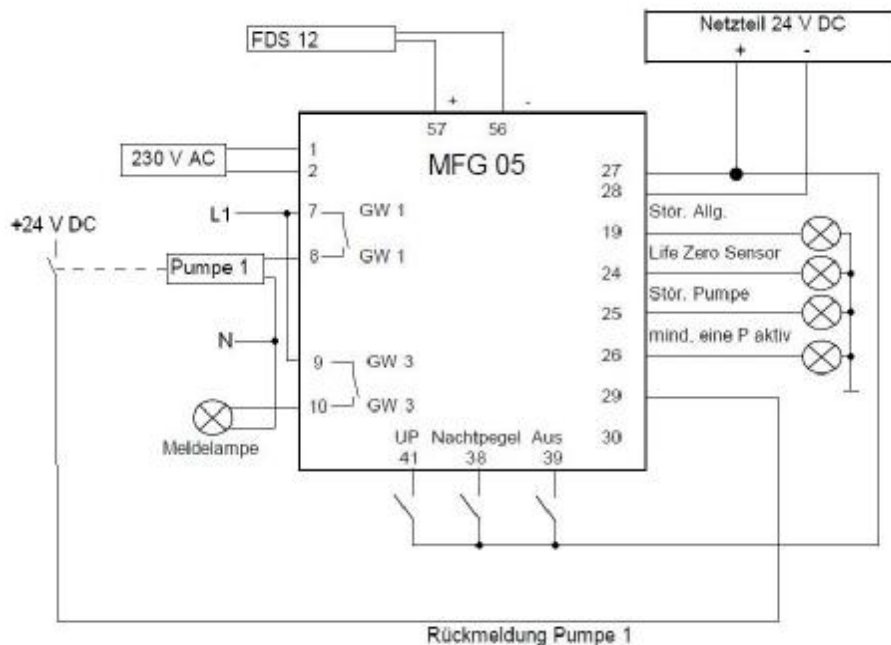 FDS 12
Netzteil 24 V DC
+ -
+ -
57 56
230 V AC
1
2
MFG 05
27
28
L1
7 GW 1
8 GW 1
+24 V DC
Pumpe 1
N
9 GW 3
10 GW 3
Meldelampe
Stör. Allg.
19
Life Zero Sensor
24
Stör. Pumpe
25
mind. eine P aktiv
26
29
30
UP Nachtpegel Aus
41 38 39
Rückmeldung Pumpe 1